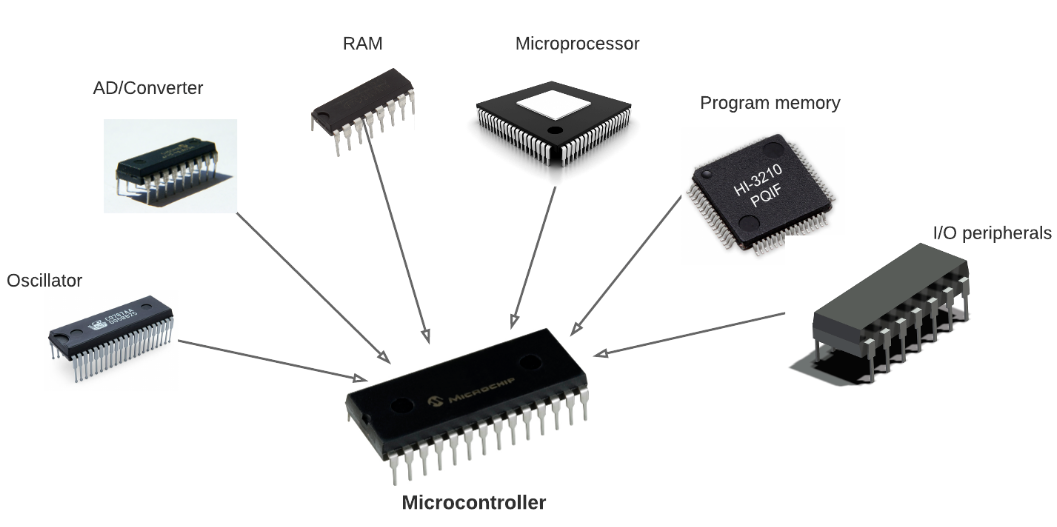 RAM
Microprocessor
AD/Converter
Program memory
HI-3210
PQIF
I/O peripherals
Oscillator
MICROCHIP
Microcontroller